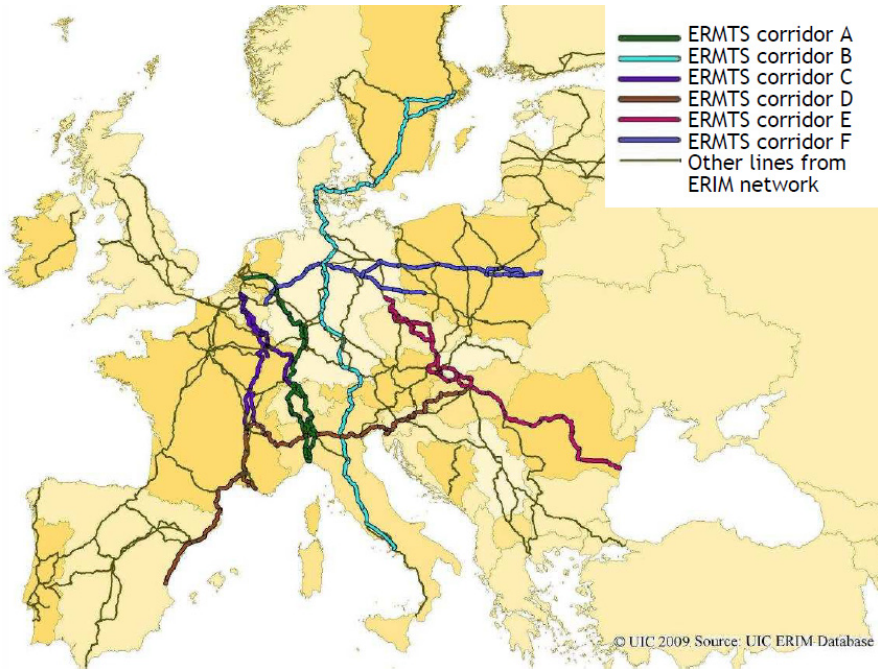 ERMTS corridor A
ERMTS corridor B
ERMTS corridor C
ERMTS corridor D
ERMTS corridor E
ERMTS corridor F
Other lines from
ERIM network
© UIC 2009 Source: UIC ERIM Database